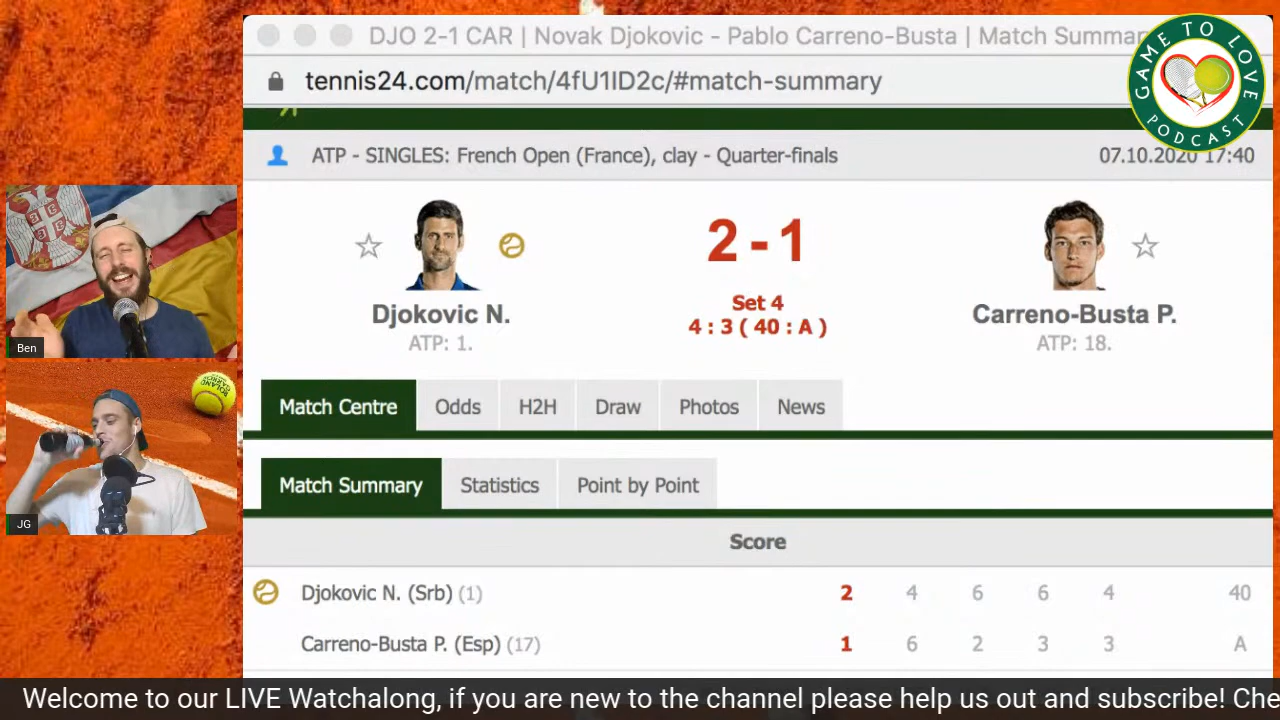 DJO 2-1 CAR | Novak Djokovic - Pablo Carreno-Busta | Match Summar
GAME TO LOVE
PODCAST
tennis24.com/match/4fU1ID2c/#match-summary
ATP - SINGLES: French Open (France), clay - Quarter-finals
07.10.2020 17:40
2 - 1
Set 4
4 : 3 ( 40 : A )
Djokovic N.
ATP: 1.
Carreno-Busta P.
ATP: 18.
Ben
ROLAND GARROS
JG
Match Centre Odds H2H Draw Photos News
Match Summary Statistics Point by Point
Score
Djokovic N. (Srb) (1) 2 4 6 6 4 40
Carreno-Busta P. (Esp) (17) 1 6 2 3 3 A
Welcome to our LIVE Watchalong, if you are new to the channel please help us out and subscribe! Che